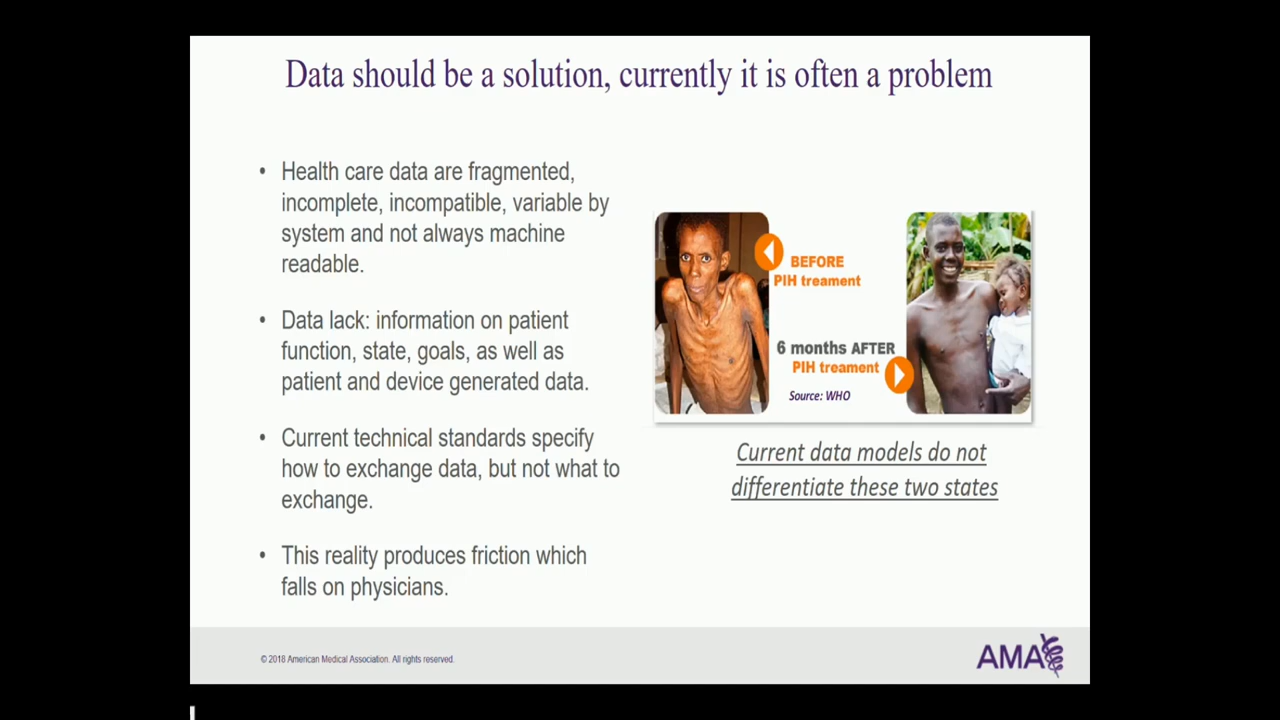 Data should be a solution, currently it is often a problem
• Health care data are fragmented,
incomplete, incompatible, variable by
system and not always machine
readable.
• Data lack: information on patient
function, state, goals, as well as
patient and device generated data.
• Current technical standards specify
how to exchange data, but not what to
exchange.
• This reality produces friction which
falls on physicians.
BEFORE
PIH treament
6 months AFTER
PIH treament
Source: WHO
Current data models do not
differentiate these two states
© 2018 American Medical Association. All rights reserved.
AMA